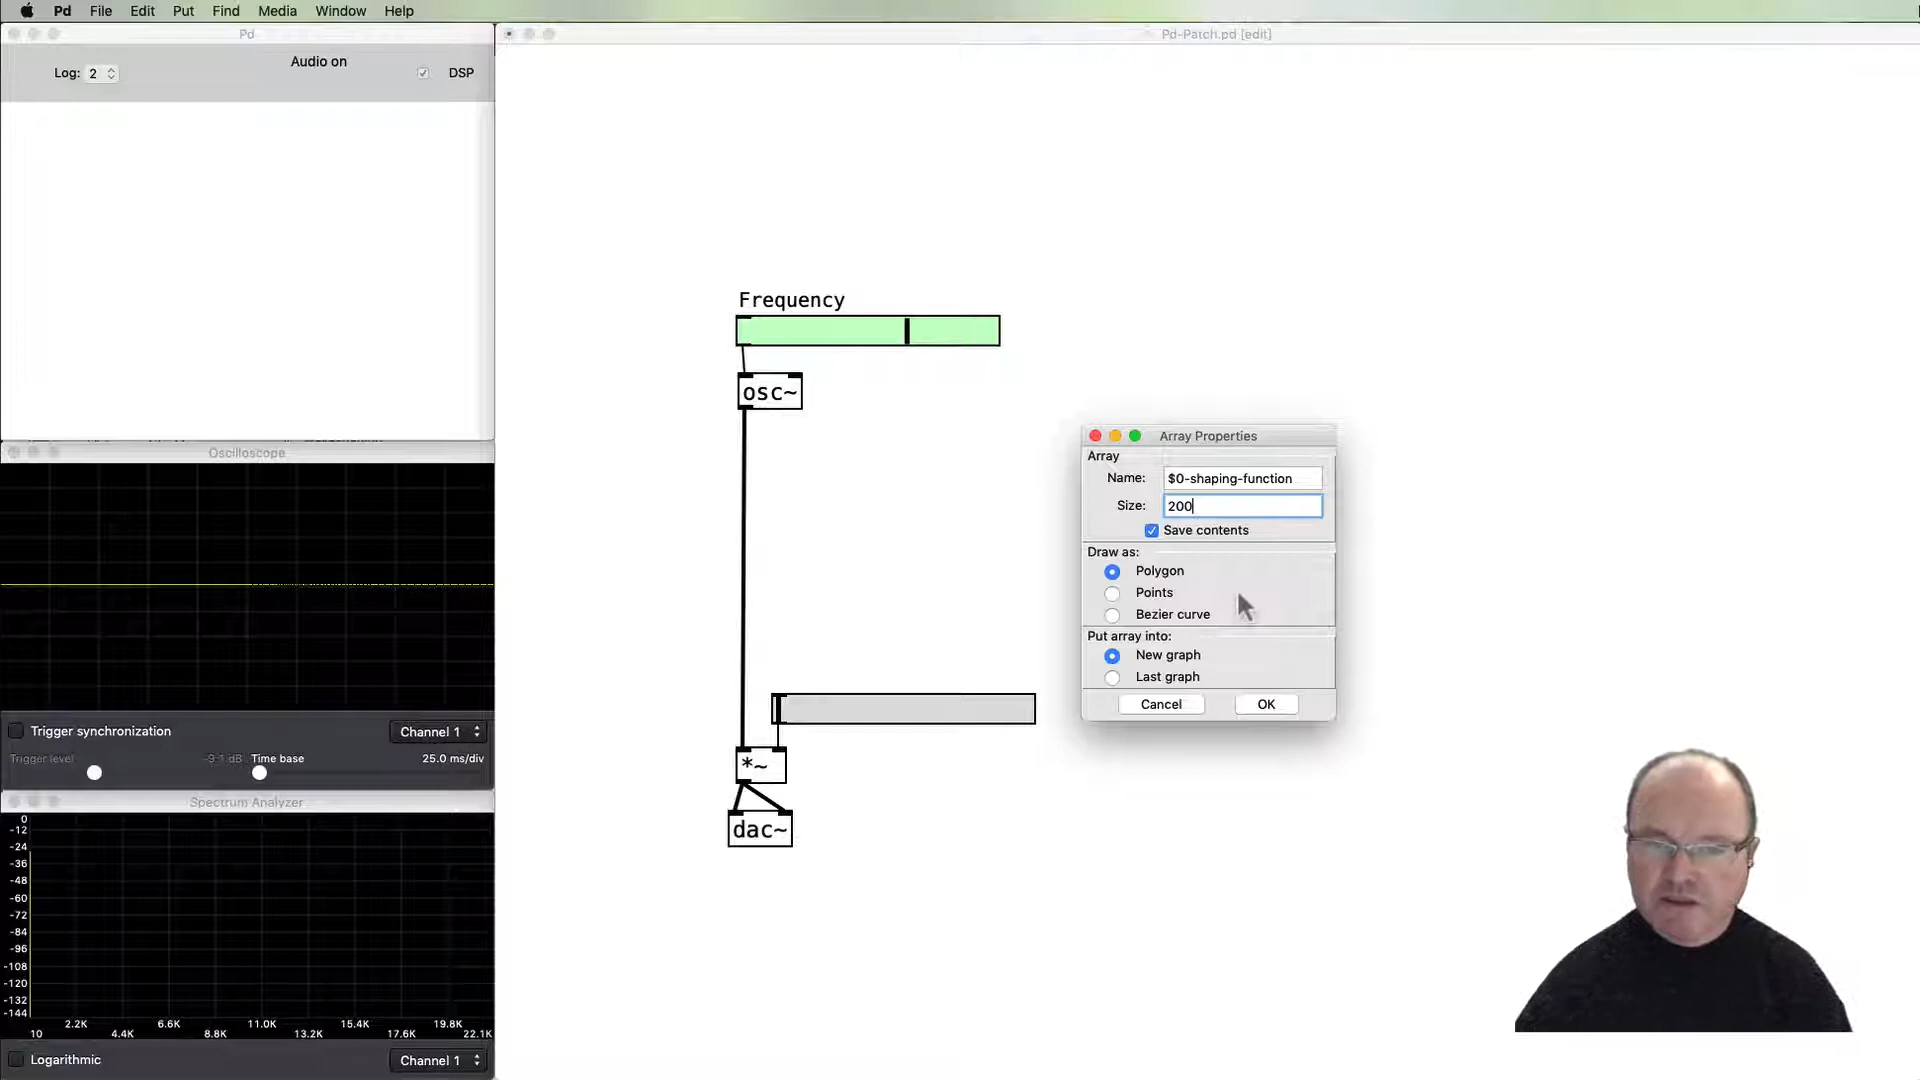 Pd File Edit Put Find Media Window Help
Pd
Pd-Patch.pd [edit]
Audio on
Log: 2
DSP
Oscilloscope
Trigger synchronization
Channel 1
Trigger level
-9.1 dB
Time base
25.0 ms/div
Spectrum Analyzer
0
-12
-24
-36
-48
-60
-72
-84
-96
-108
-120
-132
-144
2.2K 6.6K 11.0K 15.4K 19.8K
10 4.4K 8.8K 13.2K 17.6K 22.1K
Logarithmic
Channel 1
Frequency
osc~
*~
dac~
Array Properties
Array
Name: $0-shaping-function
Size: 200
Save contents
Draw as:
Polygon
Points
Bezier curve
Put array into:
New graph
Last graph
Cancel
OK